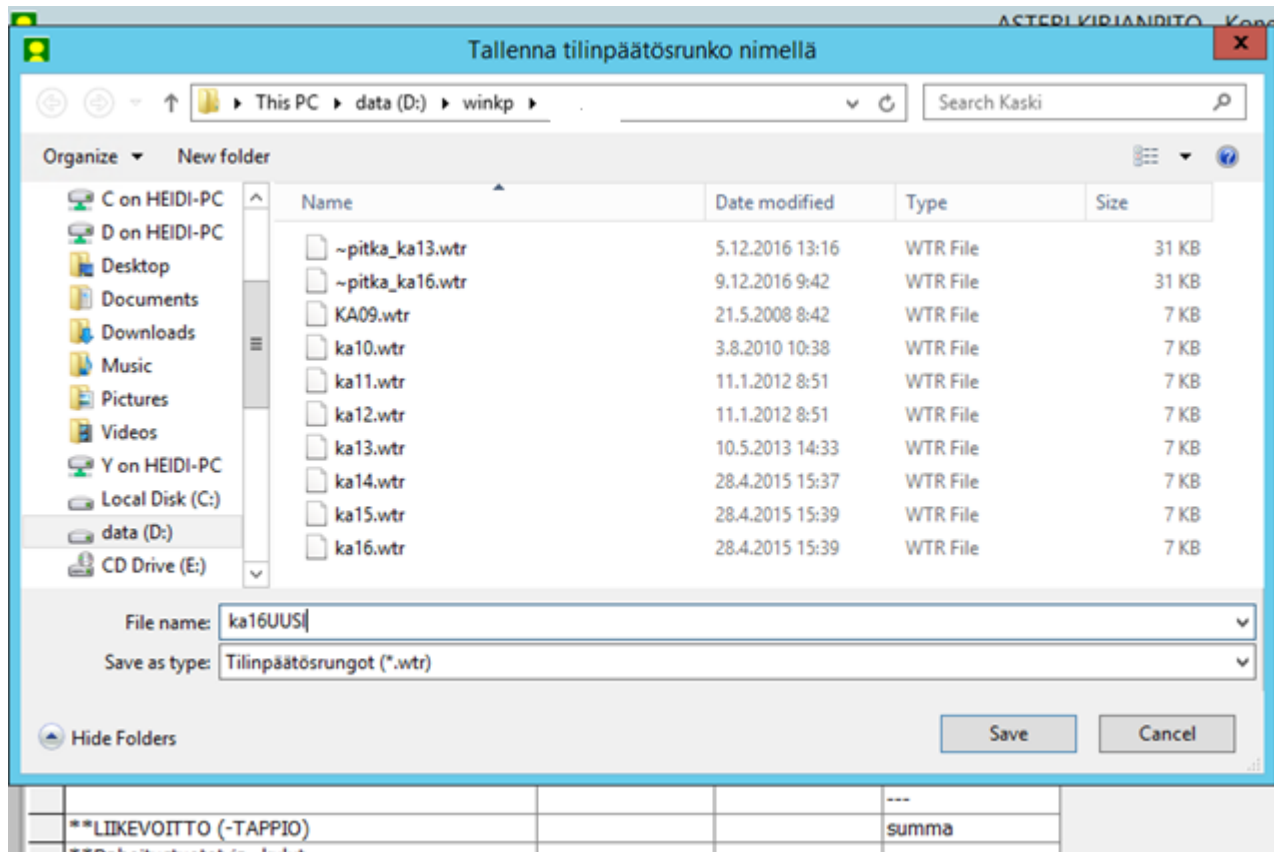 ASTERI KIRJANPITO - Kone
Tallenna tilinpäätösrunko nimellä
x
This PC data (D:) winkp Search Kaski
Organize New folder
C on HEIDI-PC
D on HEIDI-PC
Desktop
Documents
Downloads
Music
Pictures
Videos
Y on HEIDI-PC
Local Disk (C:)
data (D:)
CD Drive (E:)
Name Date modified Type Size
~pitka_ka13.wtr 5.12.2016 13:16 WTR File 31 KB
~pitka_ka16.wtr 9.12.2016 9:42 WTR File 31 KB
KA09.wtr 21.5.2008 8:42 WTR File 7 KB
ka10.wtr 3.8.2010 10:38 WTR File 7 KB
ka11.wtr 11.1.2012 8:51 WTR File 7 KB
ka12.wtr 11.1.2012 8:51 WTR File 7 KB
ka13.wtr 10.5.2013 14:33 WTR File 7 KB
ka14.wtr 28.4.2015 15:37 WTR File 7 KB
ka15.wtr 28.4.2015 15:39 WTR File 7 KB
ka16.wtr 28.4.2015 15:39 WTR File 7 KB
File name: ka16UUSI
Save as type: Tilinpäätösrungot (*.wtr)
Hide Folders Save Cancel
---
**LIIKEVOITTO (-TAPPIO) summa